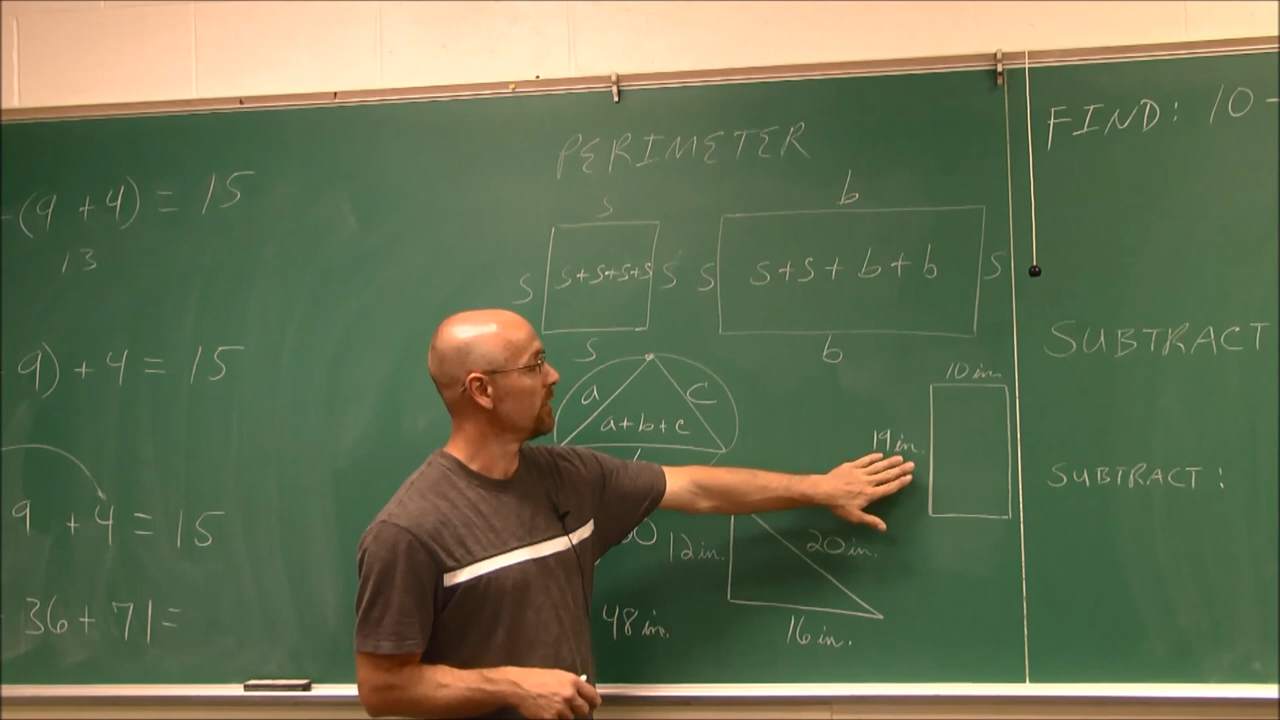 -(9 + 4) = 15
13
9) + 4 = 15
9 + 4 = 15
36 + 71 =
PERIMETER
s
s
s+s+s+s
s
s
b
s
s+s+b+b
s
b
a
c
a+b+c
10 in.
19 in.
12 in.
20 in.
16 in.
48 in.
FIND: 10-
SUBTRACT
SUBTRACT: